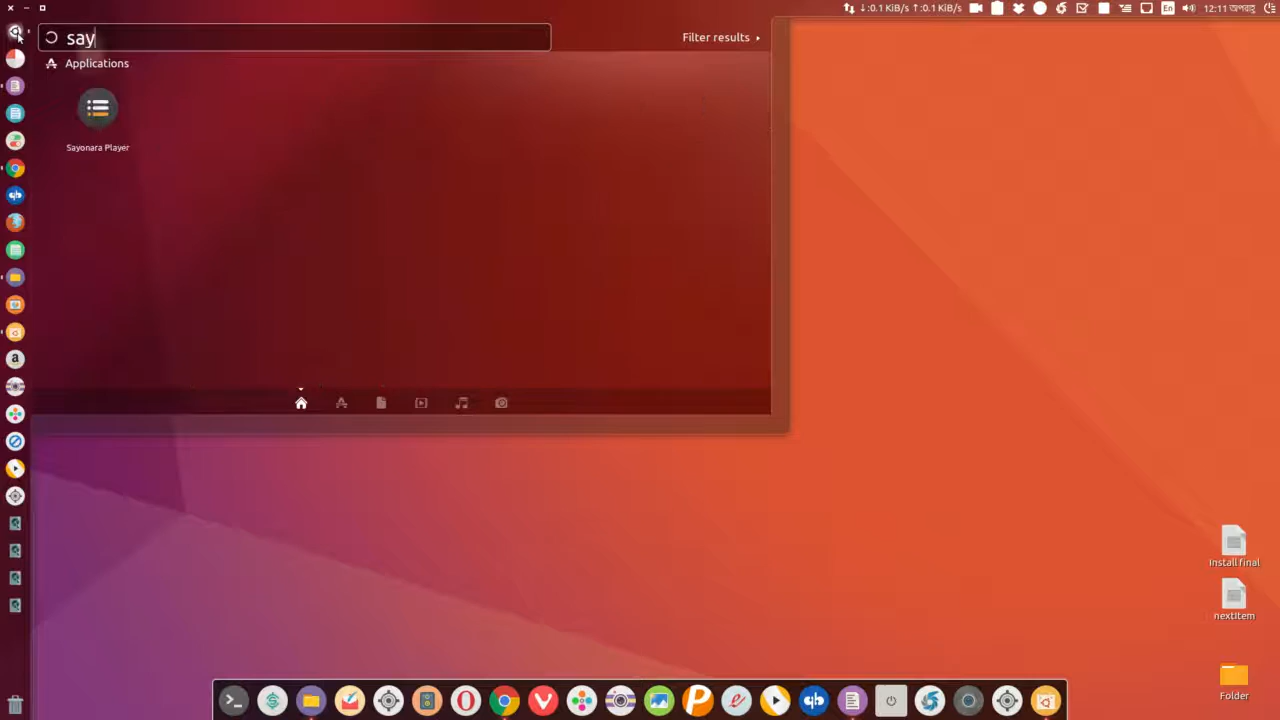 ↓:0.1 KiB/s ↑:0.1 KiB/s
En
12:11 অপরাহ্ণ
say
Filter results
Applications
Sayonara Player
a
Install final
nextItem
Folder